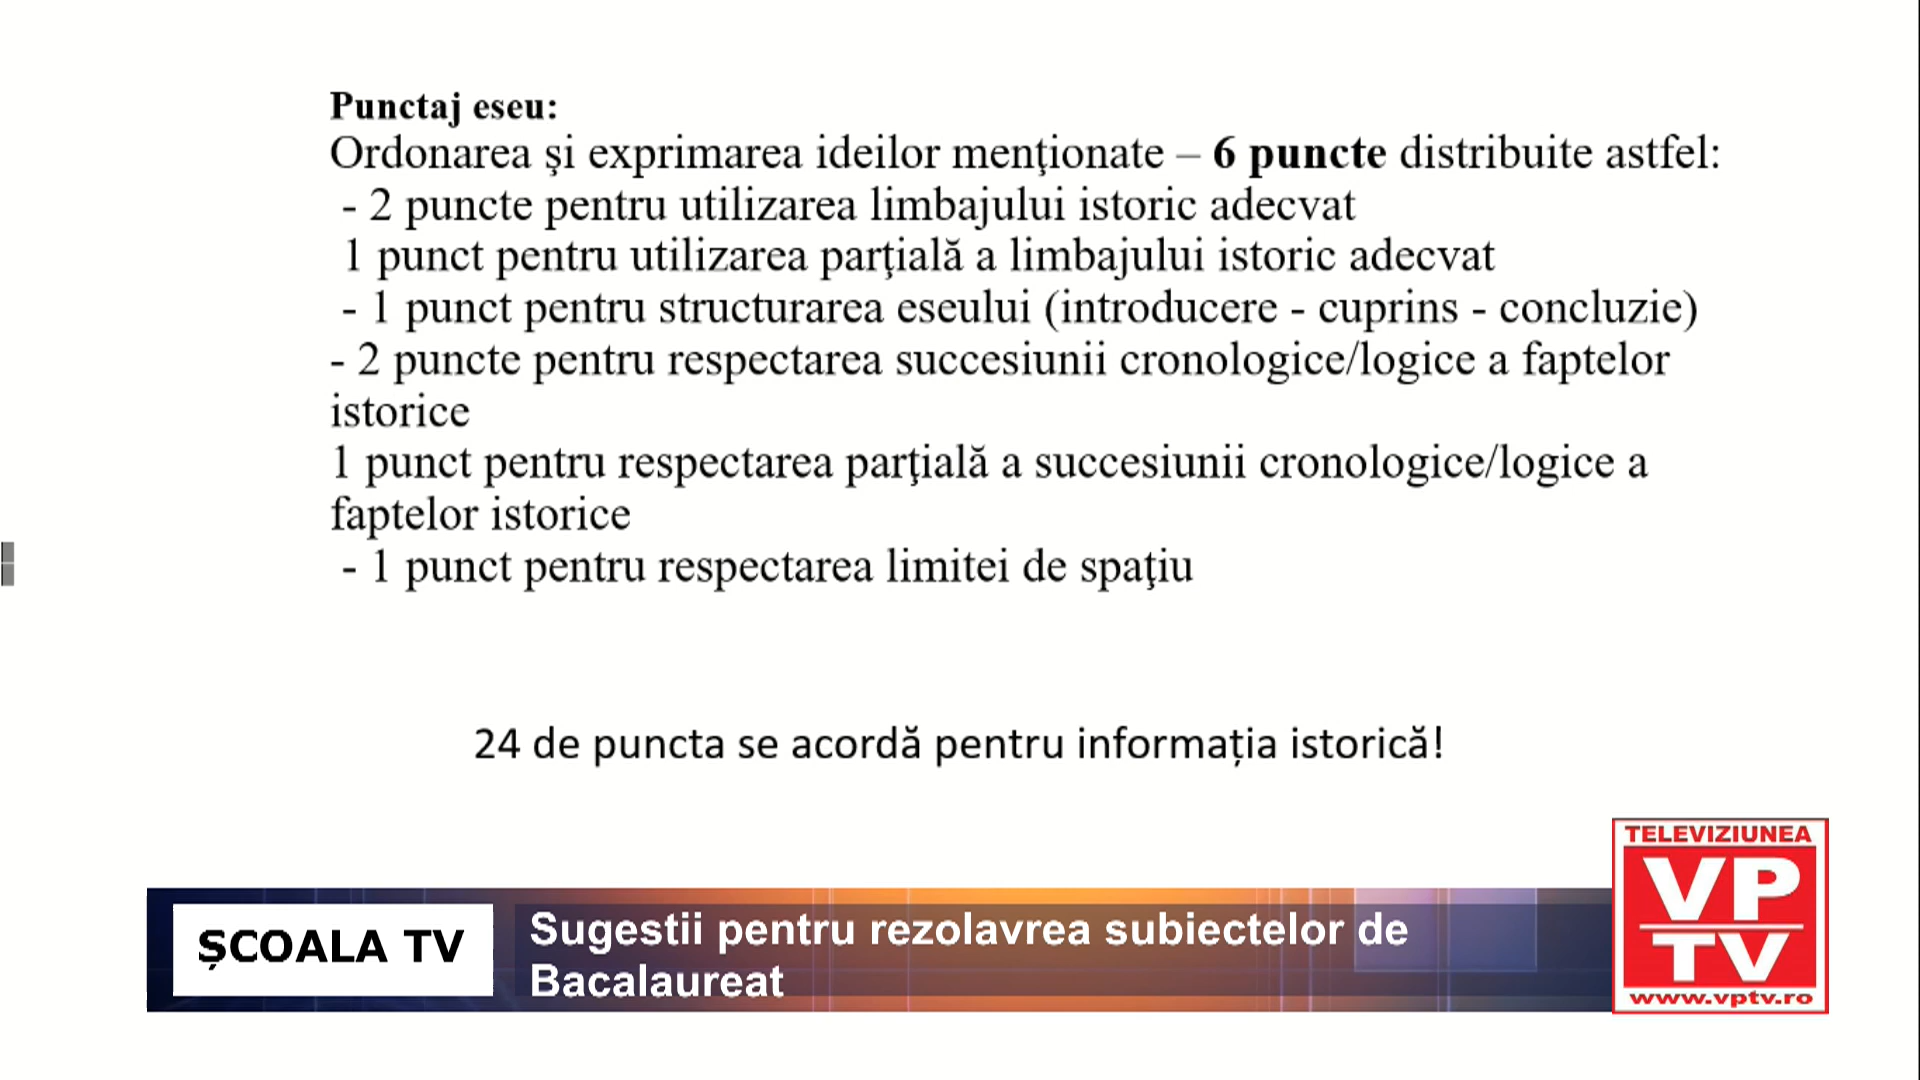 Punctaj eseu:
Ordonarea şi exprimarea ideilor menţionate – 6 puncte distribuite astfel:
- 2 puncte pentru utilizarea limbajului istoric adecvat
1 punct pentru utilizarea parţială a limbajului istoric adecvat
- 1 punct pentru structurarea eseului (introducere - cuprins - concluzie)
- 2 puncte pentru respectarea succesiunii cronologice/logice a faptelor
istorice
1 punct pentru respectarea parţială a succesiunii cronologice/logice a
faptelor istorice
- 1 punct pentru respectarea limitei de spaţiu
24 de puncta se acordă pentru informația istorică!
ȘCOALA TV
Sugestii pentru rezolavrea subiectelor de
Bacalaureat
TELEVIZIUNEA
VP
TV
www.vptv.ro